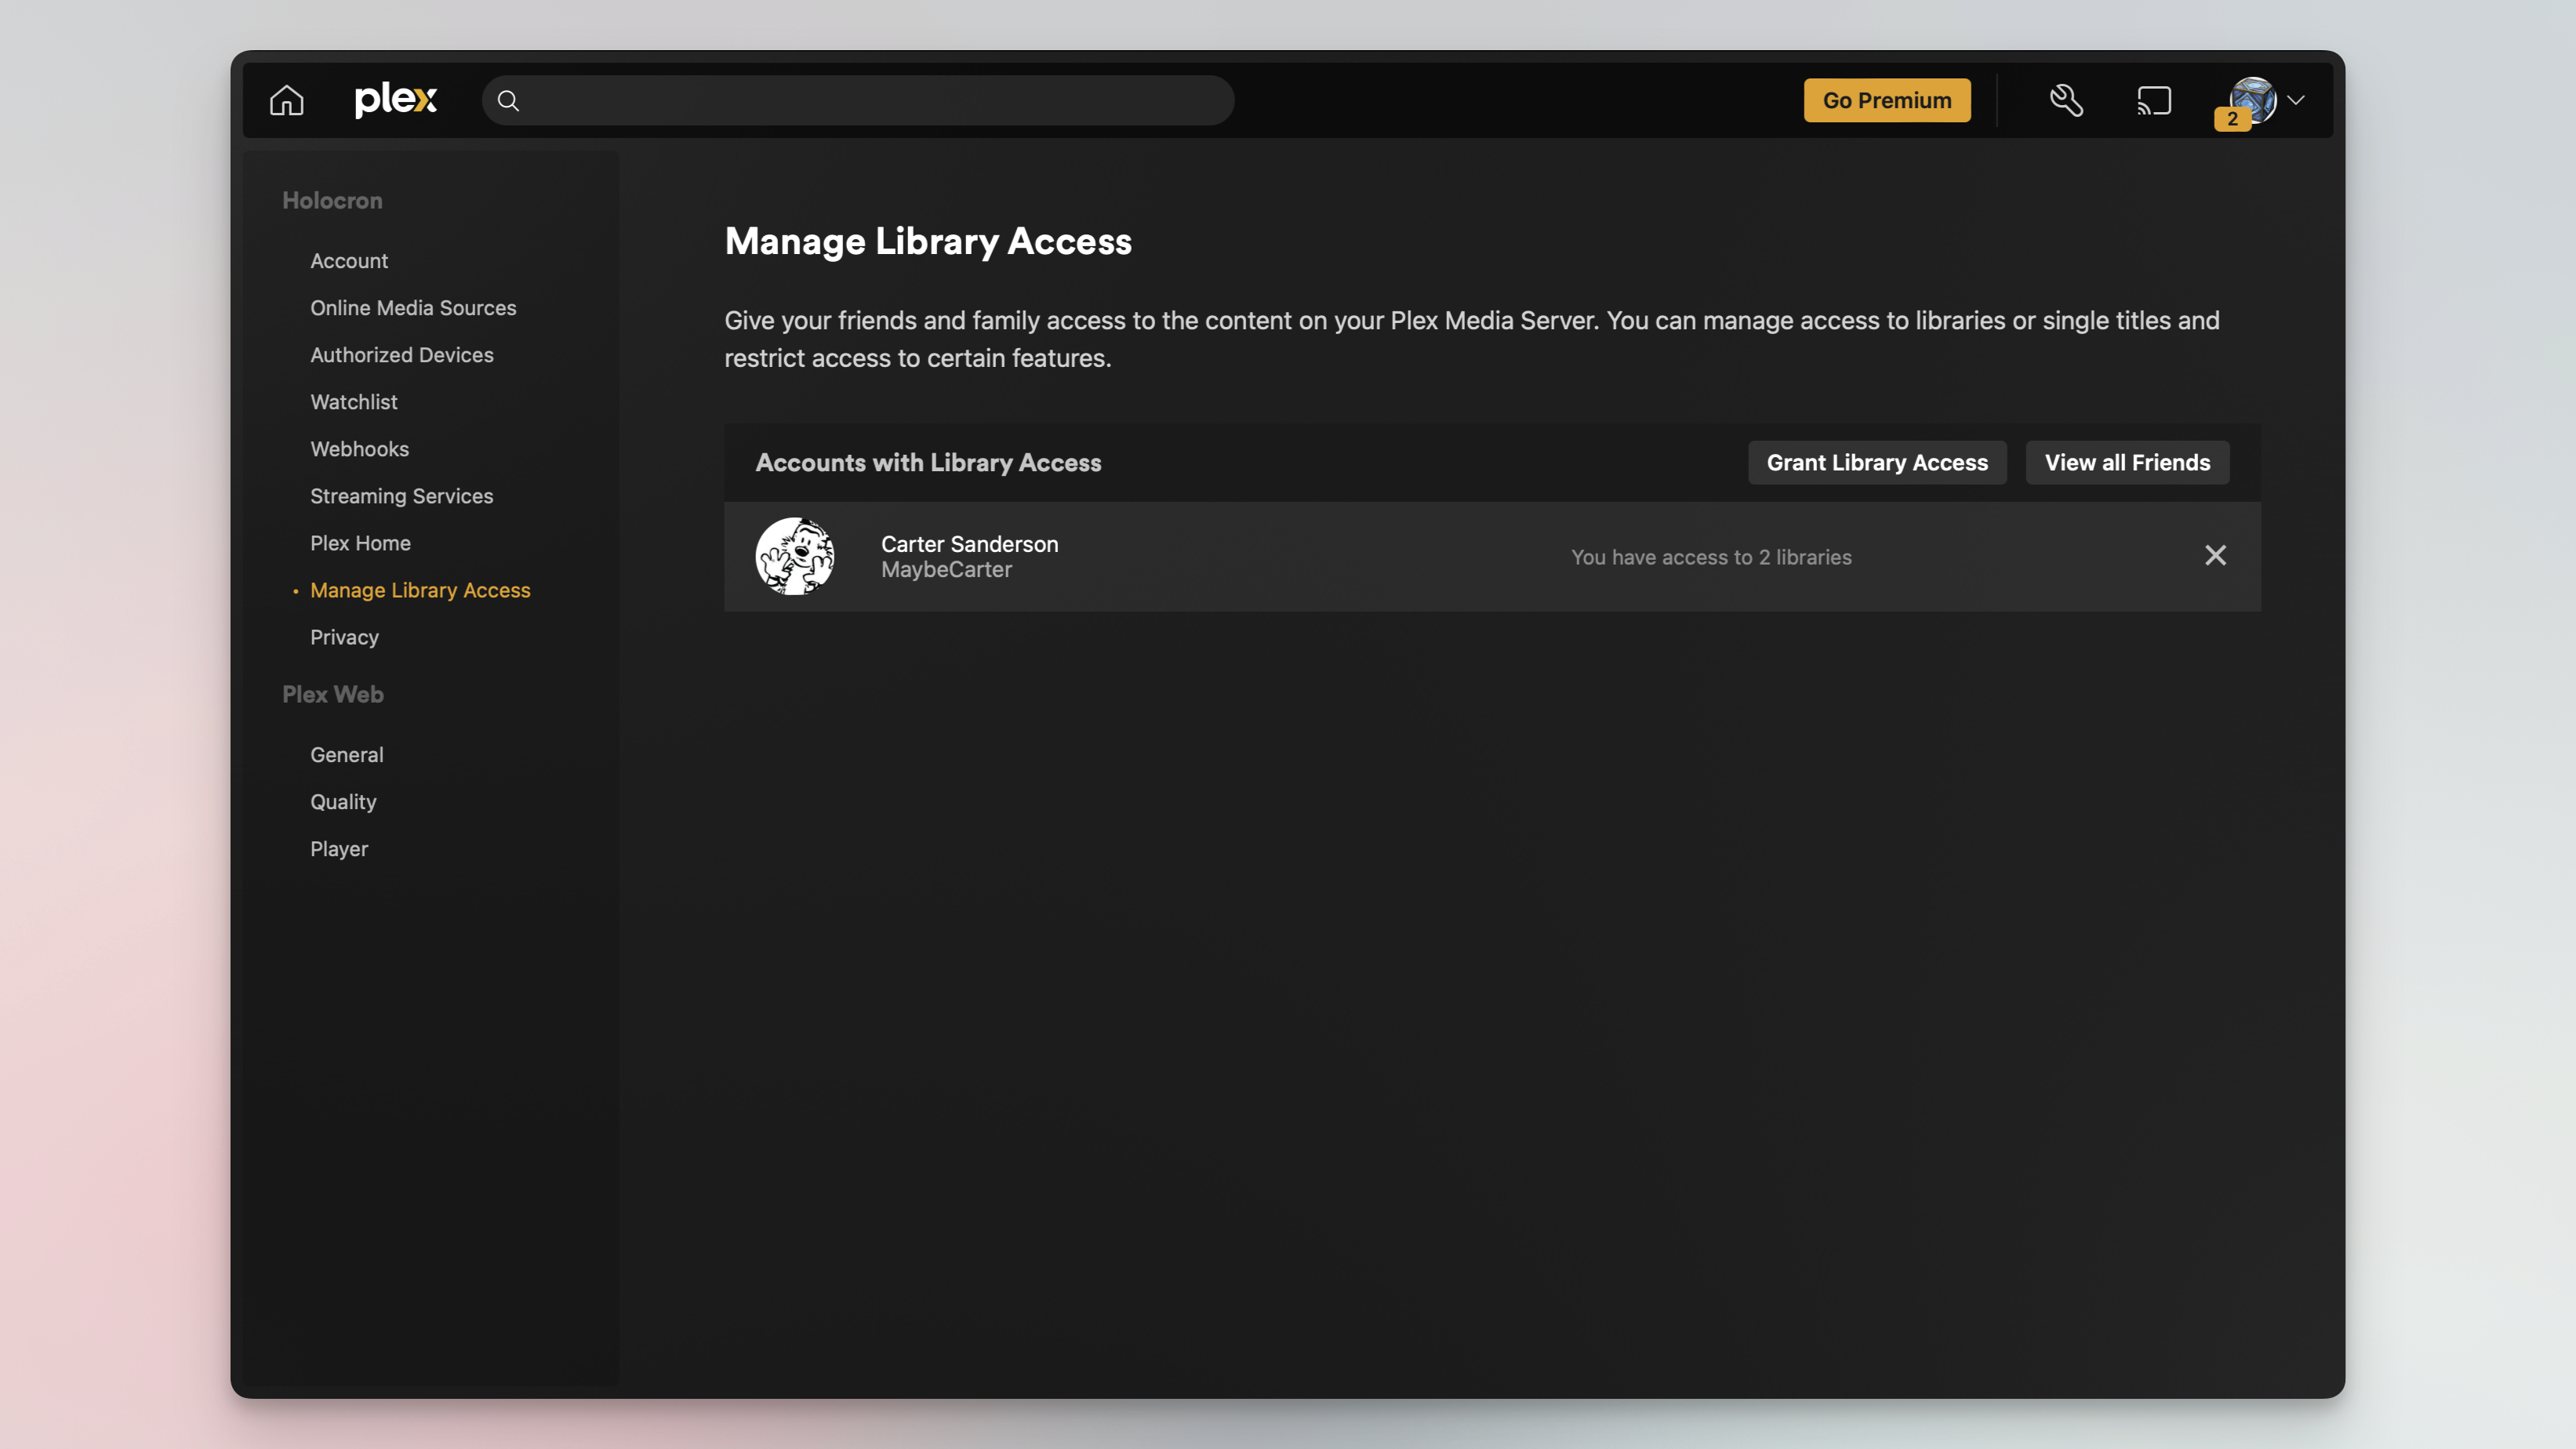 plex
Go Premium
2
Holocron
Account
Online Media Sources
Authorized Devices
Watchlist
Webhooks
Streaming Services
Plex Home
• Manage Library Access
Privacy
Plex Web
General
Quality
Player
Manage Library Access
Give your friends and family access to the content on your Plex Media Server. You can manage access to libraries or single titles and
restrict access to certain features.
Accounts with Library Access
Grant Library Access
View all Friends
Carter Sanderson
MaybeCarter
You have access to 2 libraries